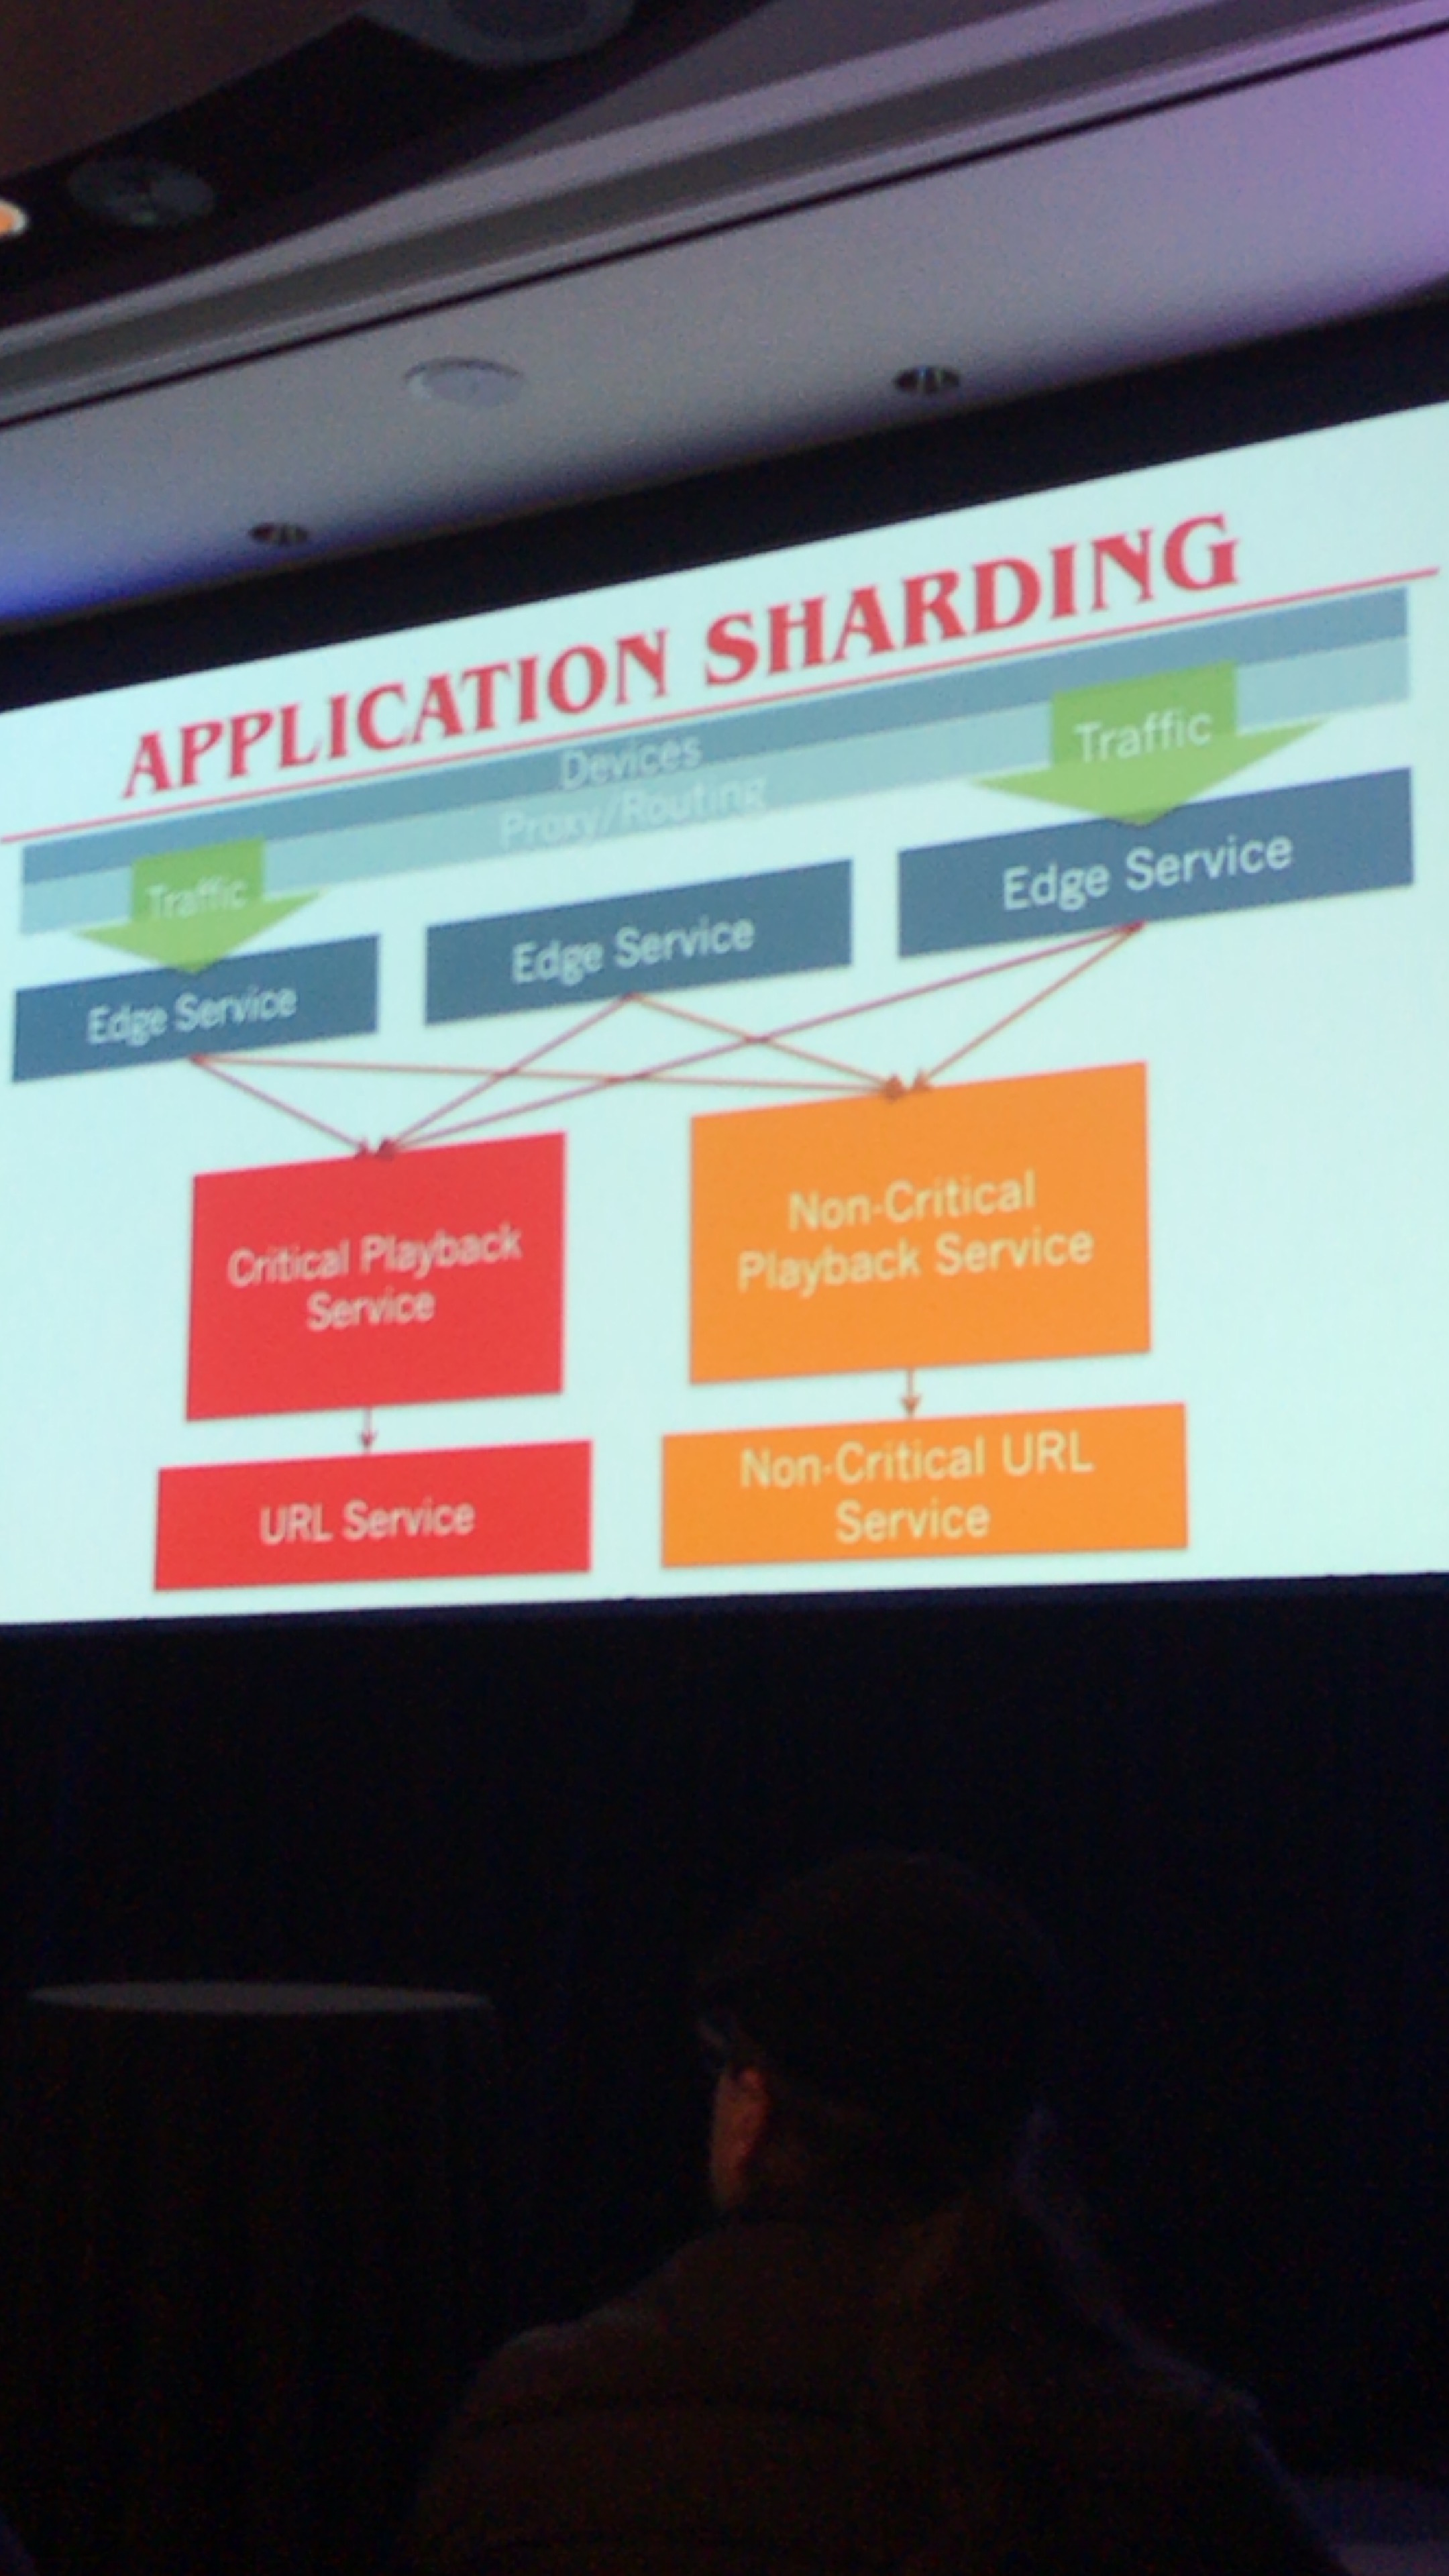 APPLICATION SHARDING
Devices
Proxy/Routing
Traffic
Traffic
Edge Service
Edge Service
Edge Service
Critical Playback
Service
Non-Critical
Playback Service
URL Service
Non-Critical URL
Service